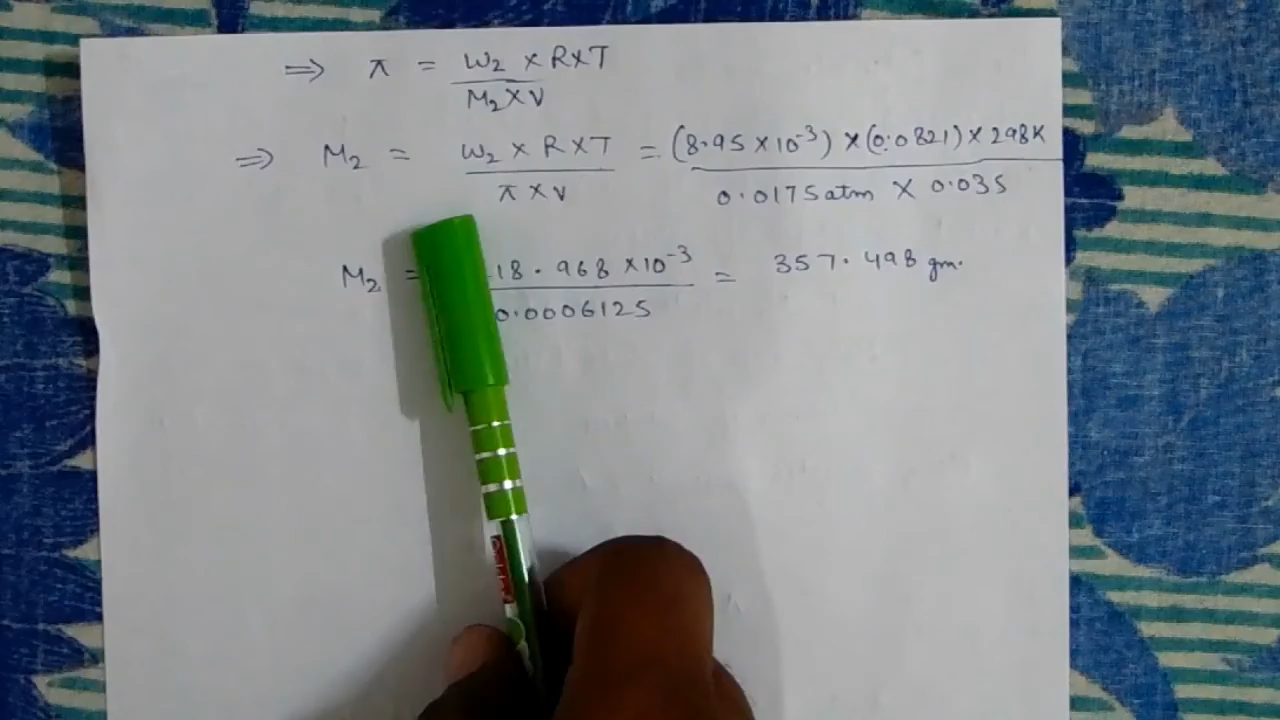 ⇒ π = W₂ × R × T / M₂ × V
⇒ M₂ = W₂ × R × T / π × V = (8.95 × 10⁻³) × (0.0821) × 298K / 0.0175 atm × 0.035
M₂ = 18.968 × 10⁻³ / 0.0006125 = 357.498 gm.